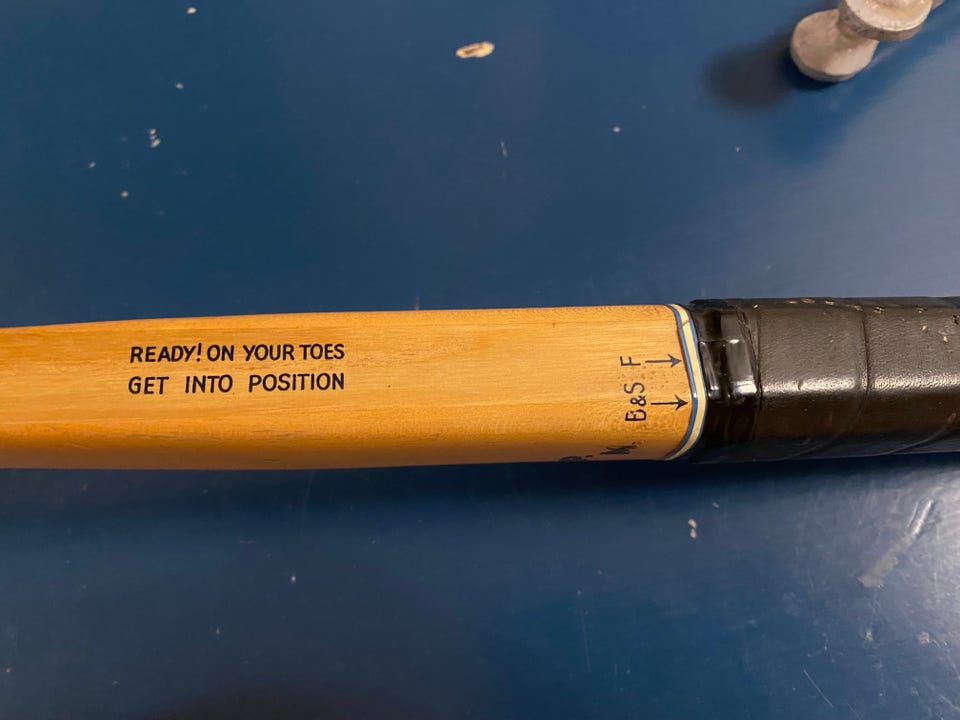 READY! ON YOUR TOES
GET INTO POSITION
F
B&S